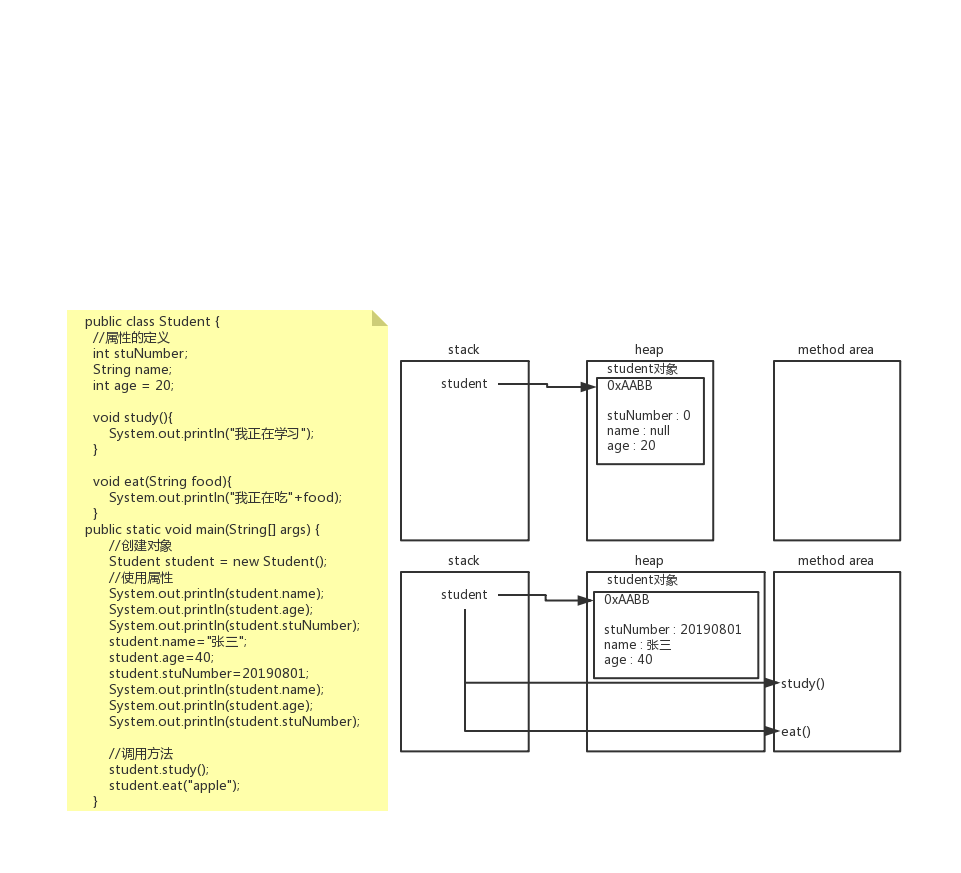 public class Student {
//属性的定义
int stuNumber;
String name;
int age = 20;
void study(){
System.out.println("我正在学习");
}
void eat(String food){
System.out.println("我正在吃"+food);
}
public static void main(String[] args) {
//创建对象
Student student = new Student();
//使用属性
System.out.println(student.name);
System.out.println(student.age);
System.out.println(student.stuNumber);
student.name="张三";
student.age=40;
student.stuNumber=20190801;
System.out.println(student.name);
System.out.println(student.age);
System.out.println(student.stuNumber);
//调用方法
student.study();
student.eat("apple");
}
stack
student
heap
student对象
0xAABB
stuNumber : 0
name : null
age : 20
method area
stack
student
heap
student对象
0xAABB
stuNumber : 20190801
name : 张三
age : 40
method area
study()
eat()